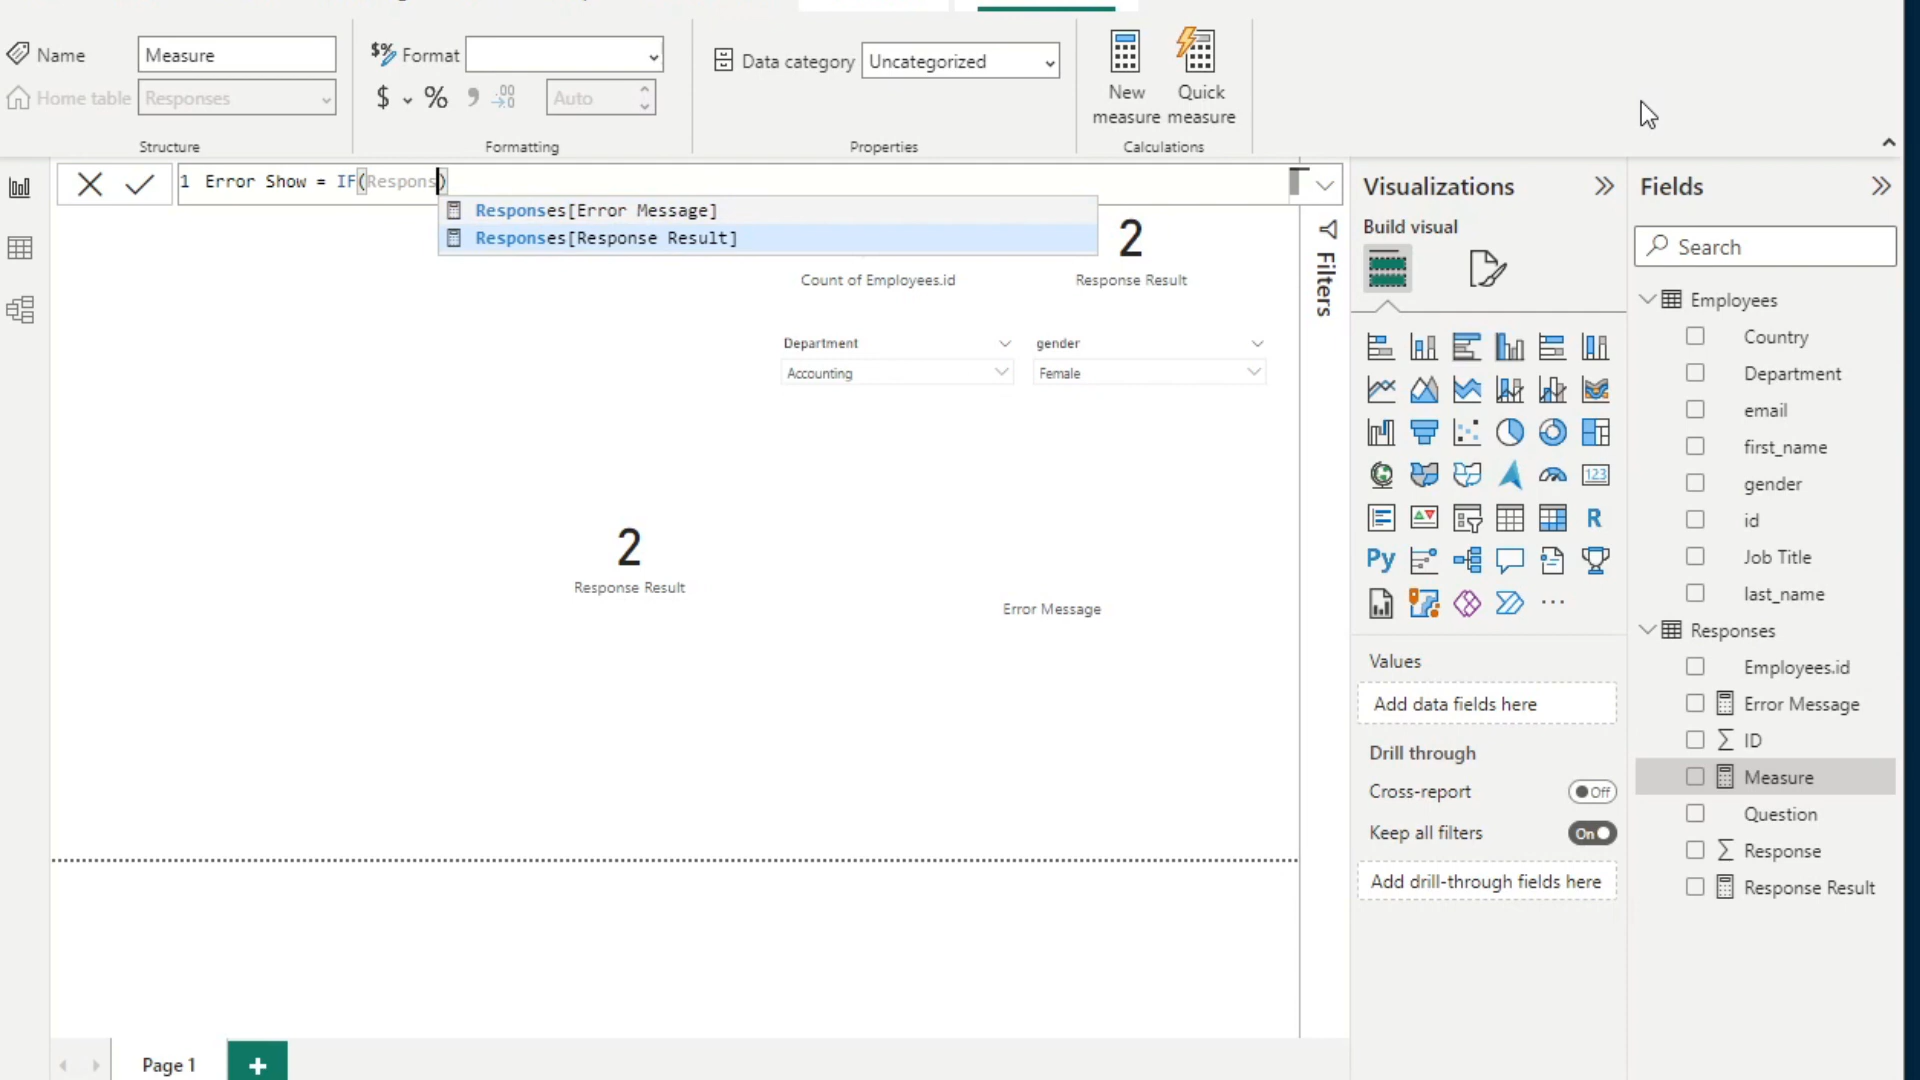 Name
Measure
Format
Data category
Uncategorized
New
measure
Quick
measure
Home table
Responses
$
%
Auto
Structure
Formatting
Properties
Calculations
1 Error Show = IF(Respons)
Responses[Error Message]
Responses[Response Result]
2
Count of Employees.id
Response Result
Department
gender
Accounting
Female
2
Response Result
Error Message
Filters
Visualizations
Build visual
123
R
Py
Values
Add data fields here
Drill through
Cross-report
Off
Keep all filters
On
Add drill-through fields here
Fields
Search
Employees
Country
Department
email
first_name
gender
id
Job Title
last_name
Responses
Employees.id
Error Message
ID
Measure
Question
Response
Response Result
Page 1